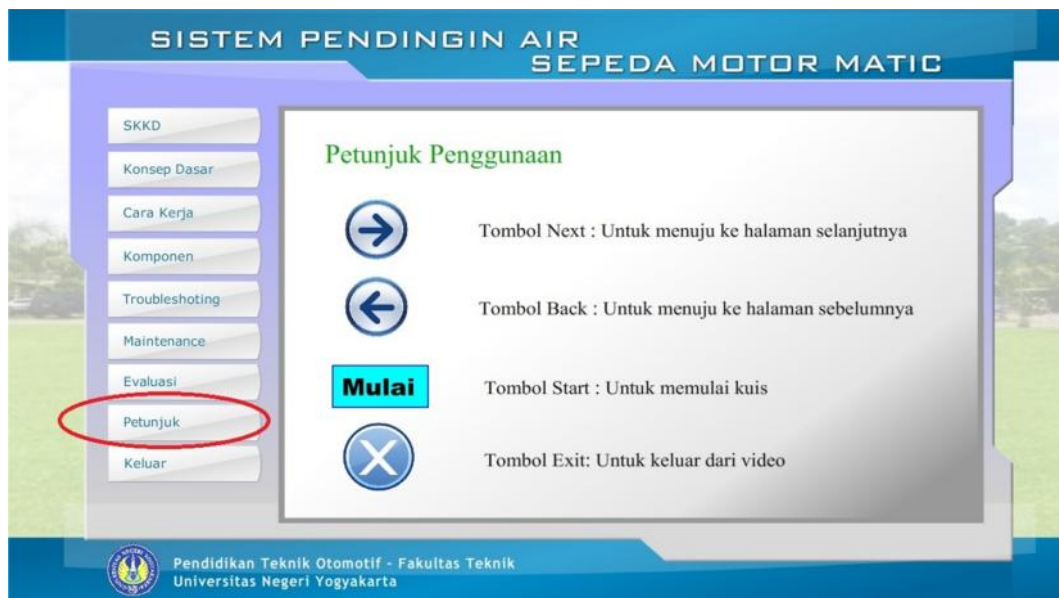 SISTEM PENDINGIN AIR
SEPEDA MOTOR MATIC
SKKD
Konsep Dasar
Cara Kerja
Komponen
Troubleshoting
Maintenance
Evaluasi
Petunjuk
Keluar
Petunjuk Penggunaan
Tombol Next : Untuk menuju ke halaman selanjutnya
Tombol Back : Untuk menuju ke halaman sebelumnya
Mulai
Tombol Start : Untuk memulai kuis
Tombol Exit: Untuk keluar dari video
Pendidikan Teknik Otomotif - Fakultas Teknik
Universitas Negeri Yogyakarta